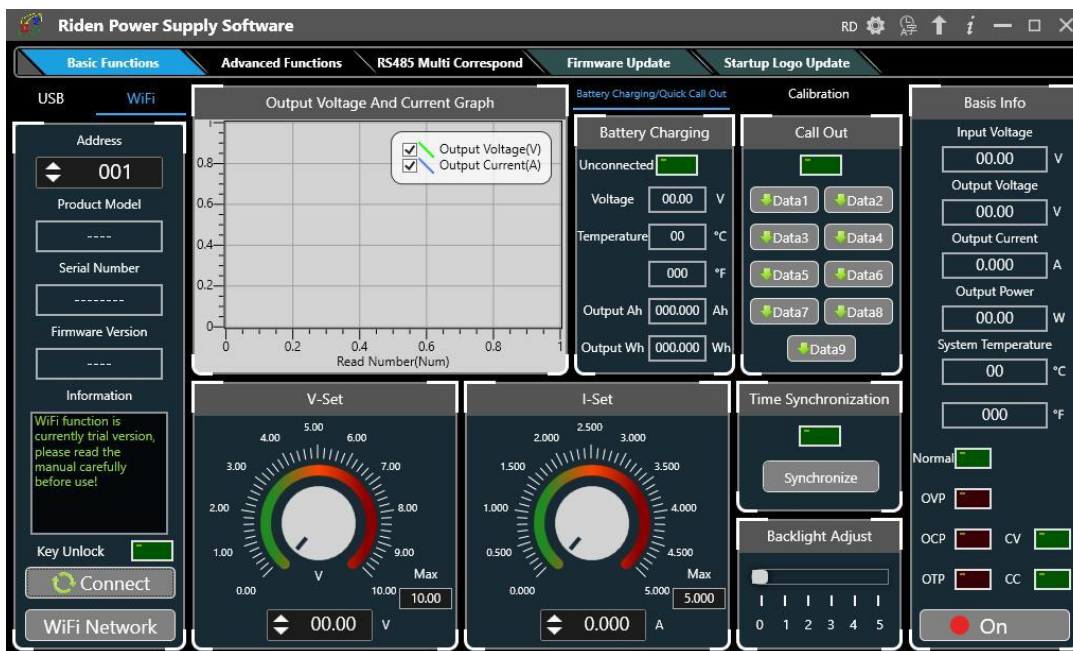 Riden Power Supply Software
RD
Basic Functions
Advanced Functions
RS485 Multi Correspond
Firmware Update
Startup Logo Update
USB
WiFi
Address
001
Product Model
----
Serial Number
--------
Firmware Version
----
Information
WiFi function is
currently trial version,
please read the
manual carefully
before use!
Key Unlock
Connect
WiFi Network
Output Voltage And Current Graph
Output Voltage(V)
Output Current(A)
1
0.8
0.6
0.4
0.2
0
0 0.2 0.4 0.6 0.8 1
Read Number(Num)
Battery Charging/Quick Call Out
Calibration
Battery Charging
Unconnected
Voltage 00.00 V
Temperature 00 °C
000 °F
Output Ah 000.000 Ah
Output Wh 000.000 Wh
Call Out
Data1 Data2
Data3 Data4
Data5 Data6
Data7 Data8
Data9
V-Set
0.00
1.00
2.00
3.00
4.00
5.00
6.00
7.00
8.00
9.00
10.00
V
Max
10.00
00.00 V
I-Set
0.000
0.500
1.000
1.500
2.000
2.500
3.000
3.500
4.000
4.500
5.000
A
Max
5.000
0.000 A
Time Synchronization
Synchronize
Backlight Adjust
0 1 2 3 4 5
Basis Info
Input Voltage
00.00 V
Output Voltage
00.00 V
Output Current
0.000 A
Output Power
00.00 W
System Temperature
00 °C
000 °F
Normal
OVP
OCP CV
OTP CC
On